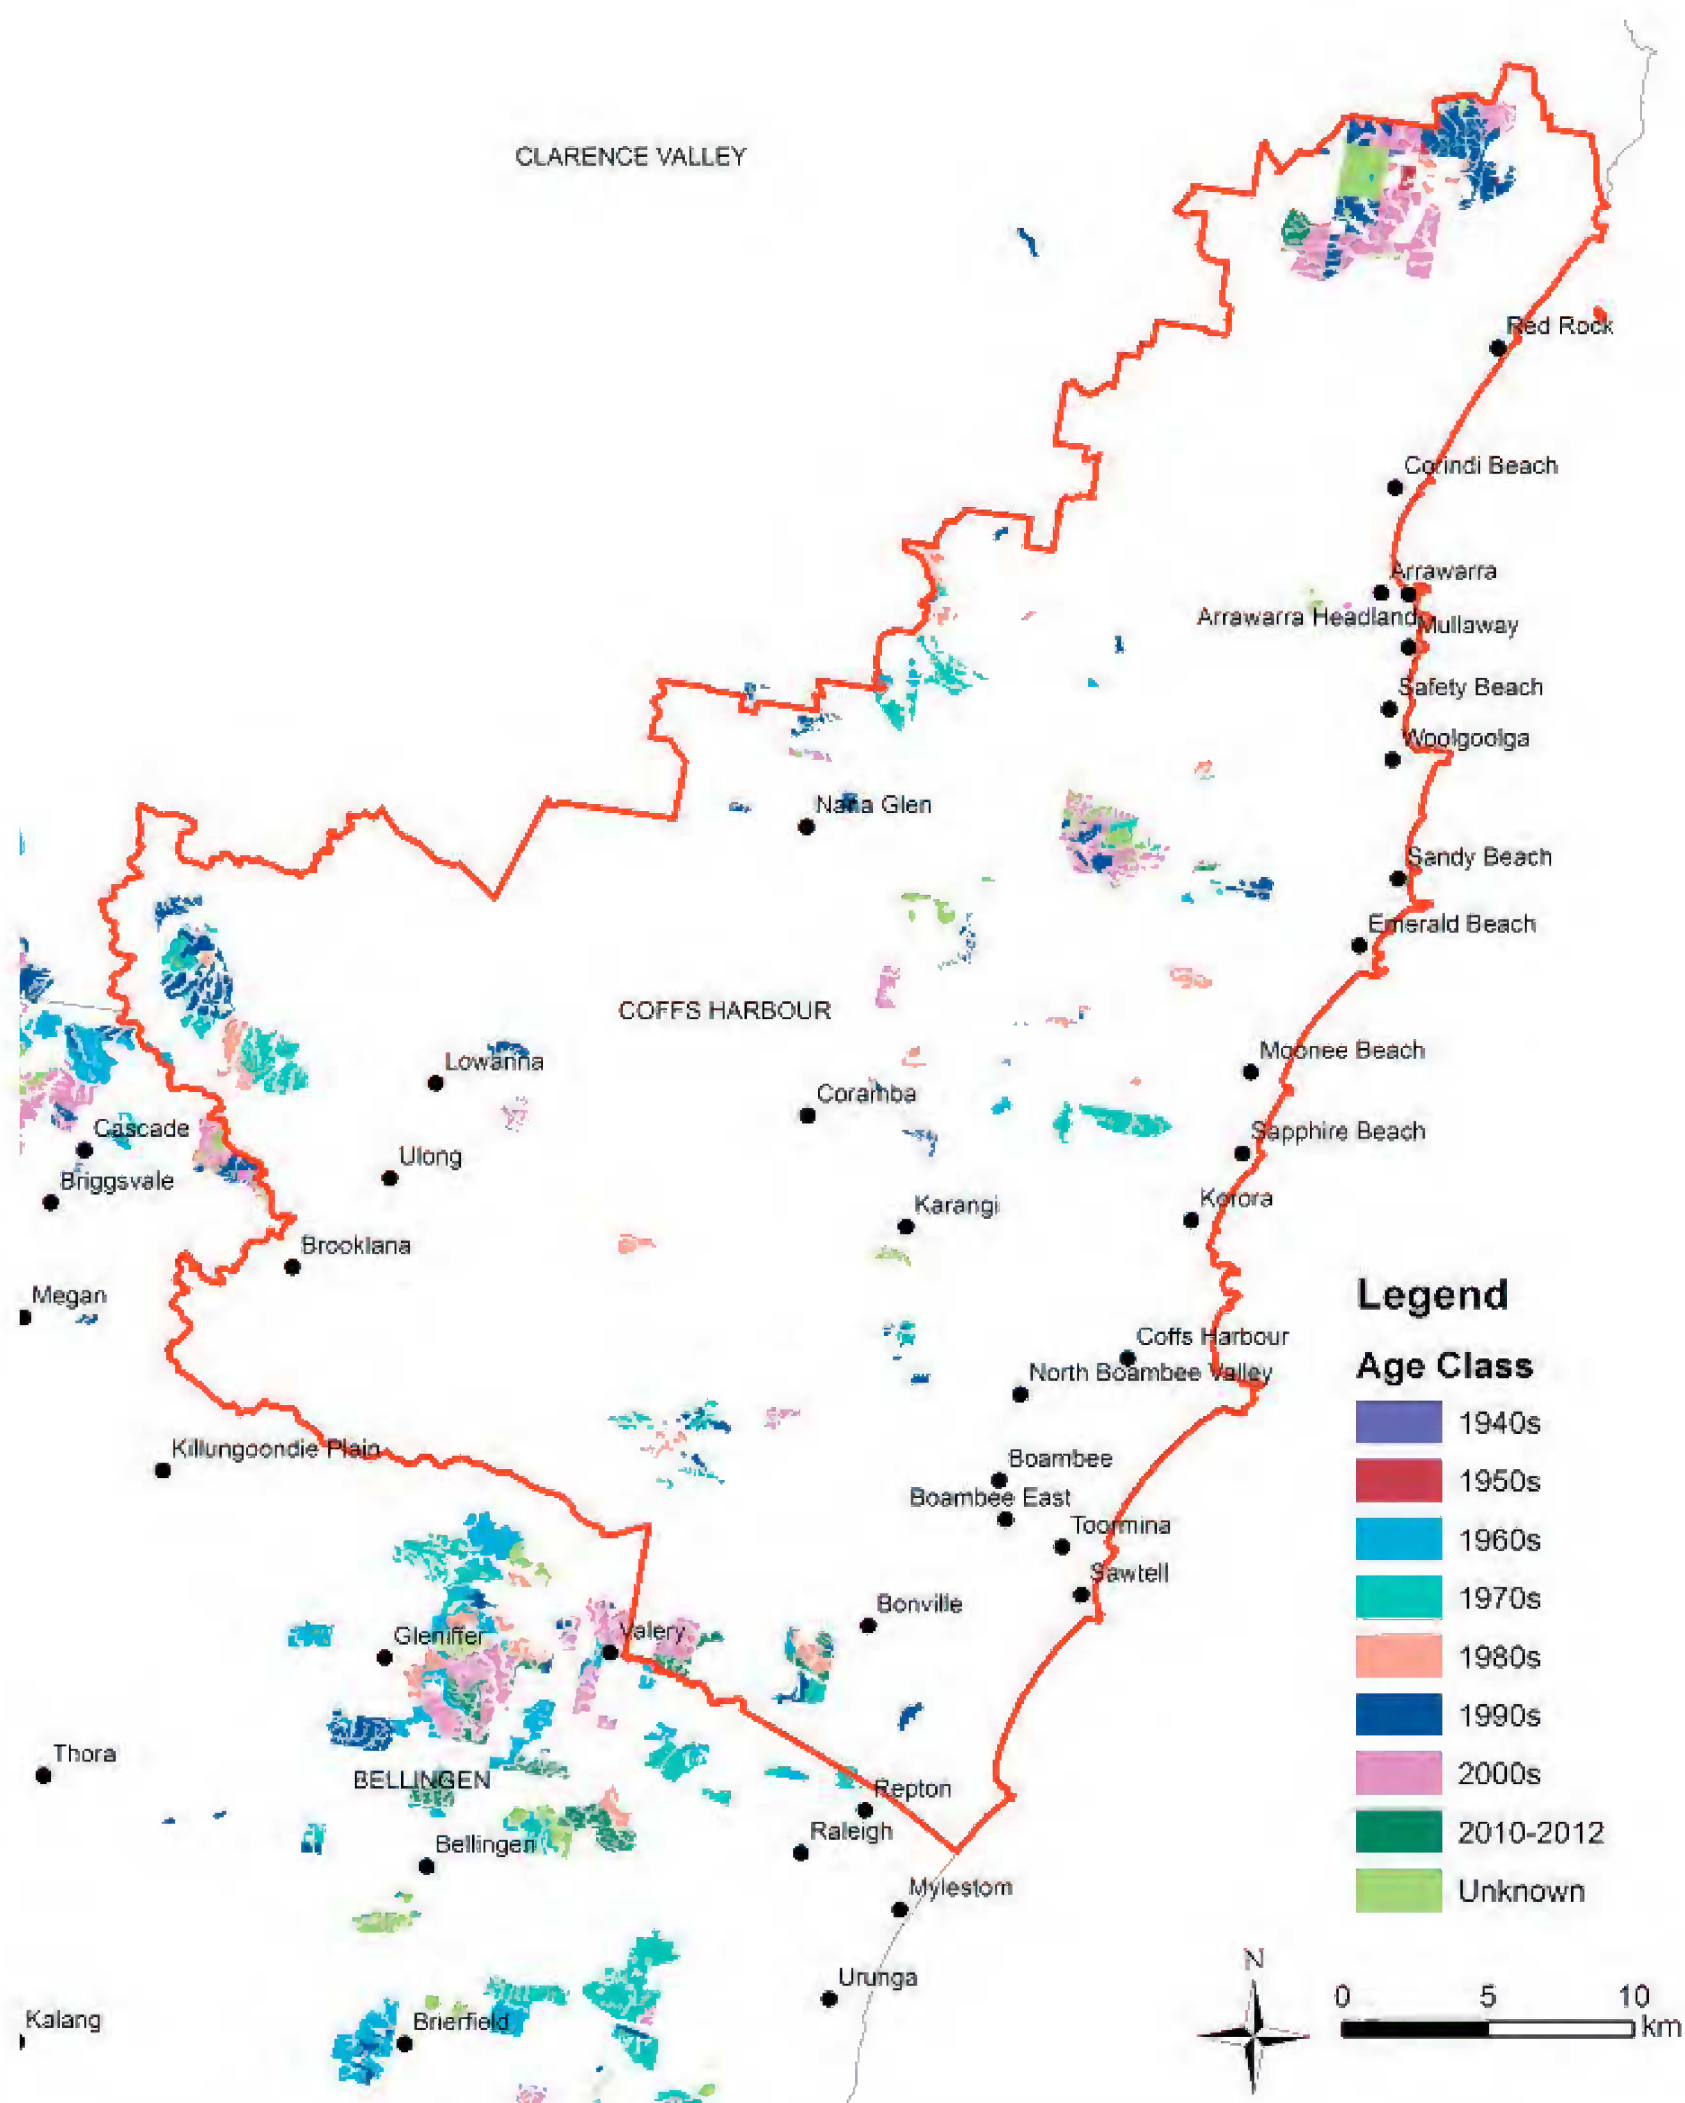 CLARENCE VALLEY
Red Rock
Corindi Beach
Arrawarra
Arrawarra Headland
Mullaway
Safety Beach
Woolgoolga
Nana Glen
Sandy Beach
Emerald Beach
COFFS HARBOUR
Moonee Beach
Lowanna
Coramba
Cascade
Sapphire Beach
Ulong
Briggsvale
Karangi
Korora
Brooklana
Megan
Legend
Coffs Harbour
North Boambee Valley
Age Class
1940s
Killungoondie Plain
Boambee
1950s
Boambee East
Toormina
1960s
Sawtell
Bonville
1970s
Gleniffer
Valery
1980s
1990s
Thora
2000s
BELLINGEN
Repton
Raleigh
2010-2012
Bellingen
Mylestom
Unknown
N
Urunga
0 5 10
km
Kalang
Brierfield